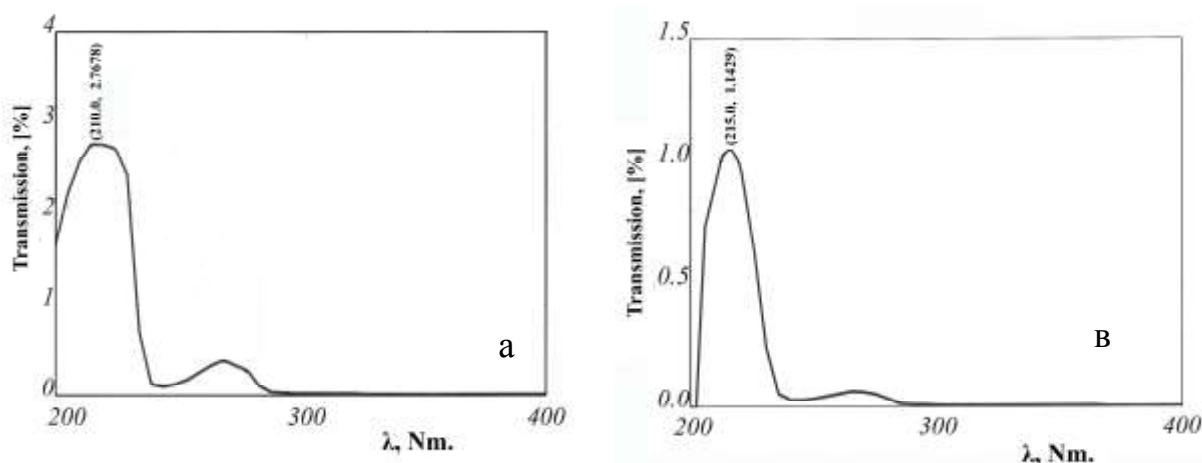 4
3
2
1
0
200
300
400
Transmission, [%]
λ, Nm.
(210.0, 2.7678)
а
1.5
1.0
0.5
0.0
200
300
400
Transmission, [%]
λ, Nm.
(215.0, 1.1429)
в